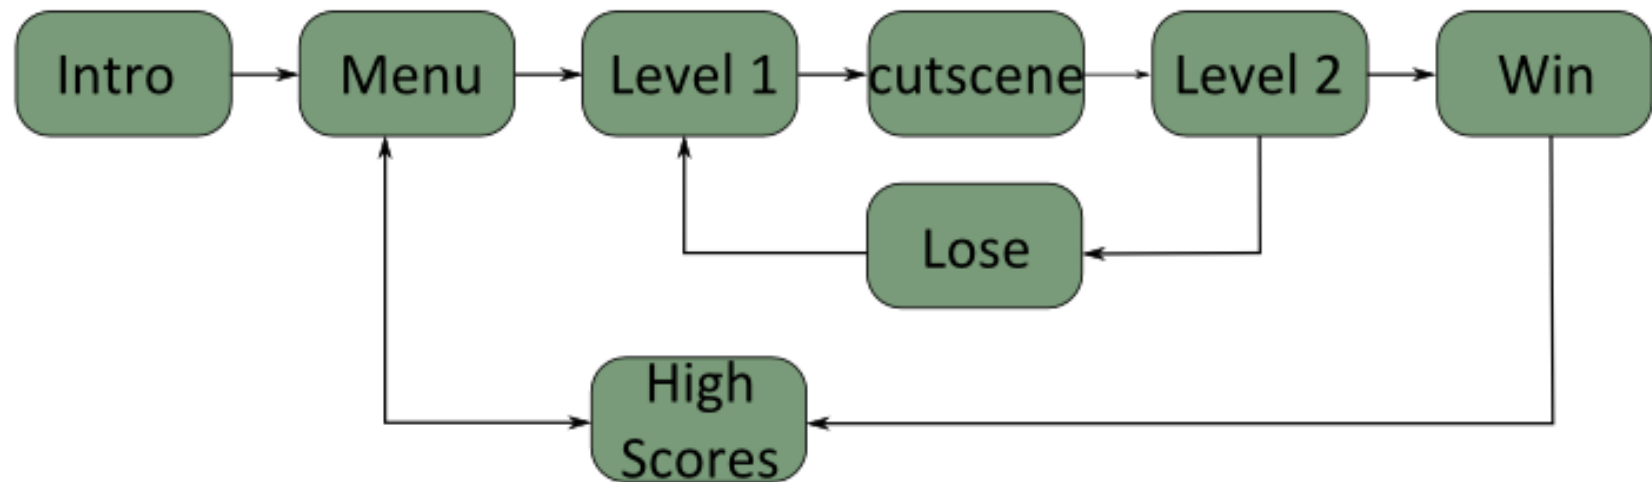 Intro
Menu
Level 1
cutscene
Level 2
Win
Lose
High
Scores